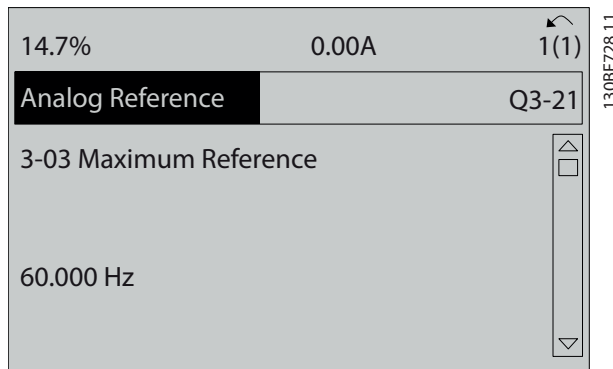 14.7% 0.00A 1(1)
Analog Reference Q3-21
3-03 Maximum Reference
60.000 Hz
130BF728.11